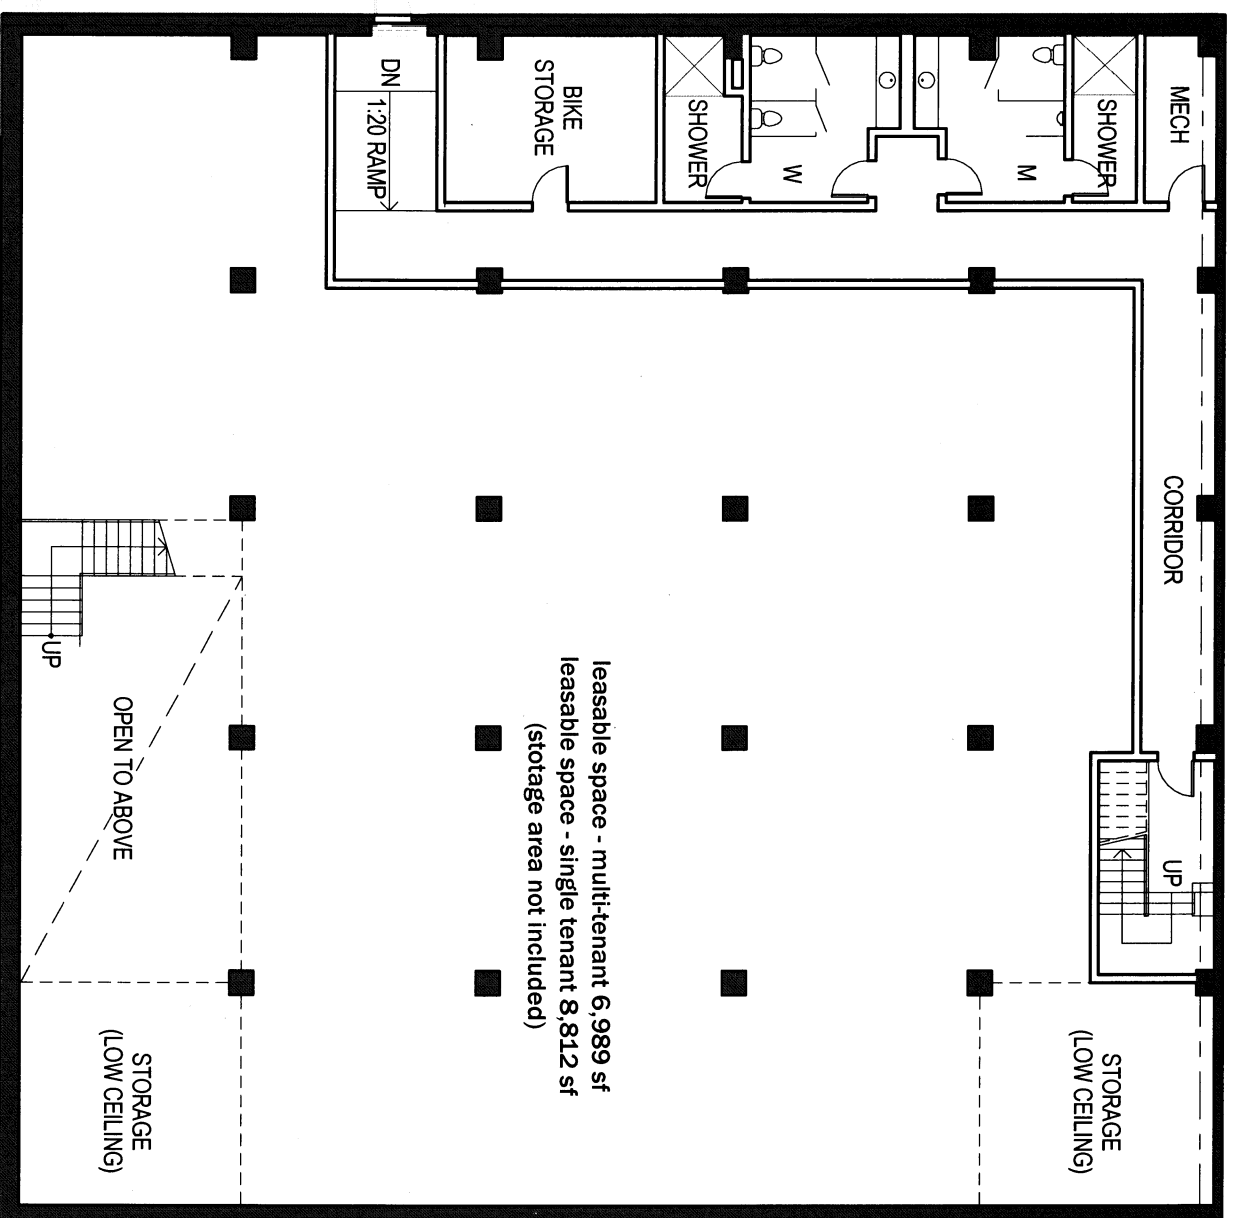 DN
1:20 RAMP
BIKE
STORAGE
SHOWER
W
M
SHOWER
MECH
CORRIDOR
UP
UP
OPEN TO ABOVE
leasable space - multi-tenant 6,989 sf
leasable space - single tenant 8,812 sf
(stotage area not included)
STORAGE
(LOW CEILING)
STORAGE
(LOW CEILING)